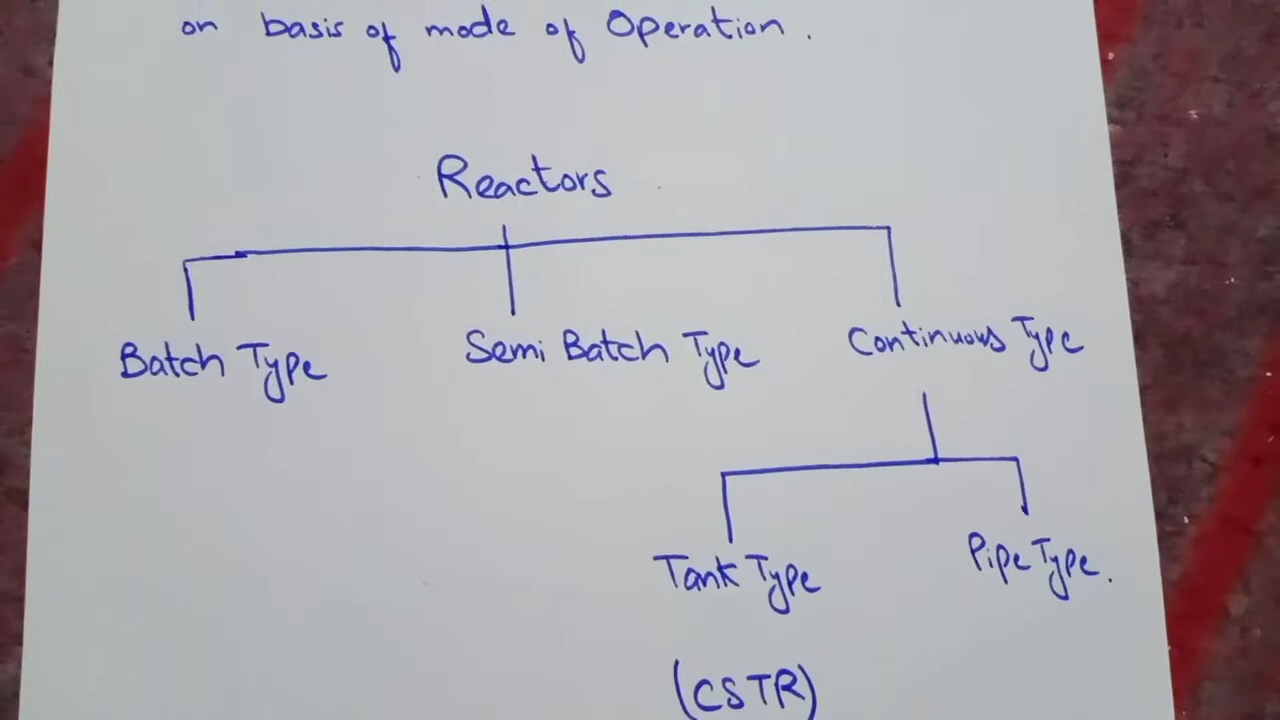 on basis of mode of Operation.
Reactors
Batch Type Semi Batch Type Continuous Type
Tank Type Pipe Type.
(CSTR)